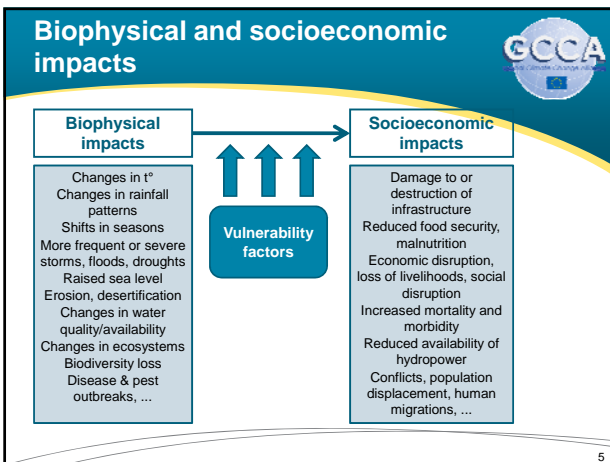 Biophysical and socioeconomic
impacts
GCCA
Biophysical
impacts
Changes in t°
Changes in rainfall
patterns
Shifts in seasons
More frequent or severe
storms, floods, droughts
Raised sea level
Erosion, desertification
Changes in water
quality/availability
Changes in ecosystems
Biodiversity loss
Disease & pest
outbreaks, ...
Vulnerability
factors
Socioeconomic
impacts
Damage to or
destruction of
infrastructure
Reduced food security,
malnutrition
Economic disruption,
loss of livelihoods, social
disruption
Increased mortality and
morbidity
Reduced availability of
hydropower
Conflicts, population
displacement, human
migrations, ...
5